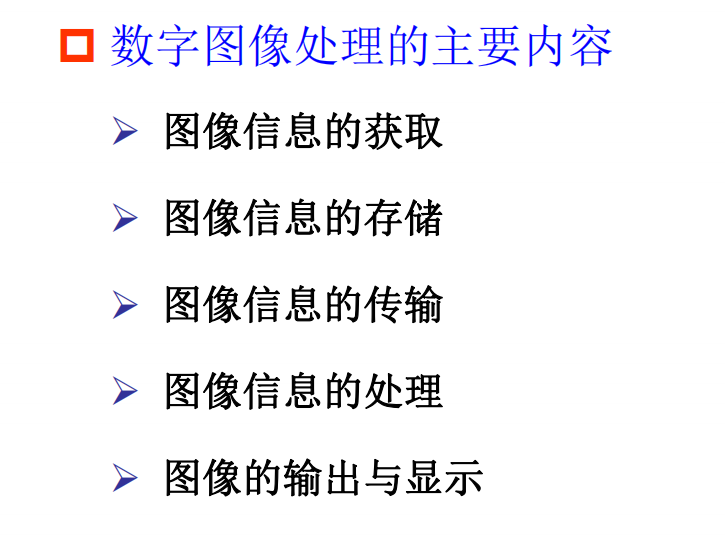 数字图像处理的主要内容
图像信息的获取
图像信息的存储
图像信息的传输
图像信息的处理
图像的输出与显示